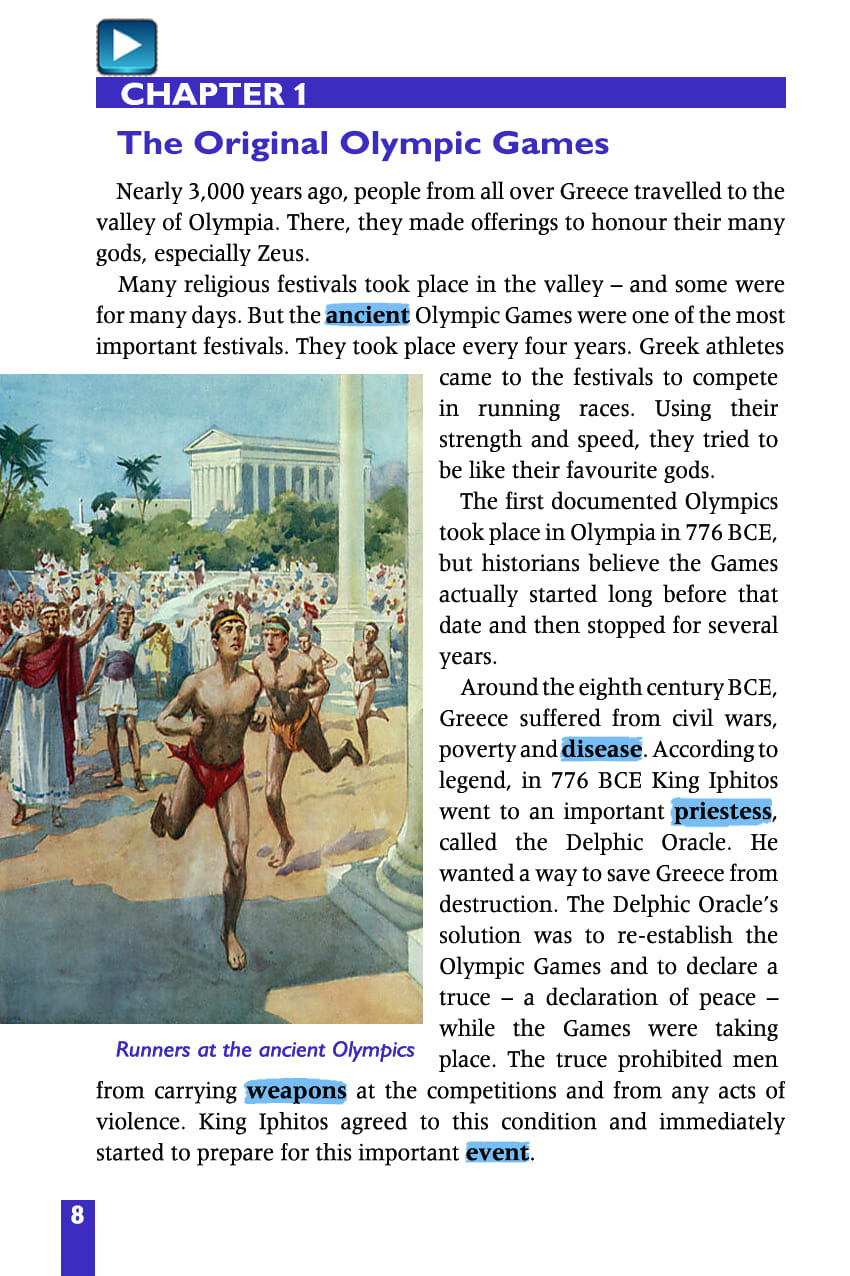 CHAPTER 1
The Original Olympic Games
Nearly 3,000 years ago, people from all over Greece travelled to the
valley of Olympia. There, they made offerings to honour their many
gods, especially Zeus.
Many religious festivals took place in the valley – and some were
for many days. But the ancient Olympic Games were one of the most
important festivals. They took place every four years. Greek athletes
came to the festivals to compete
in running races. Using their
strength and speed, they tried to
be like their favourite gods.
The first documented Olympics
took place in Olympia in 776 BCE,
but historians believe the Games
actually started long before that
date and then stopped for several
years.
Around the eighth century BCE,
Greece suffered from civil wars,
poverty and disease. According to
legend, in 776 BCE King Iphitos
went to an important priestess,
called the Delphic Oracle. He
wanted a way to save Greece from
destruction. The Delphic Oracle’s
solution was to re-establish the
Olympic Games and to declare a
truce – a declaration of peace –
while the Games were taking
place. The truce prohibited men
from carrying weapons at the competitions and from any acts of
violence. King Iphitos agreed to this condition and immediately
started to prepare for this important event.
Runners at the ancient Olympics
8